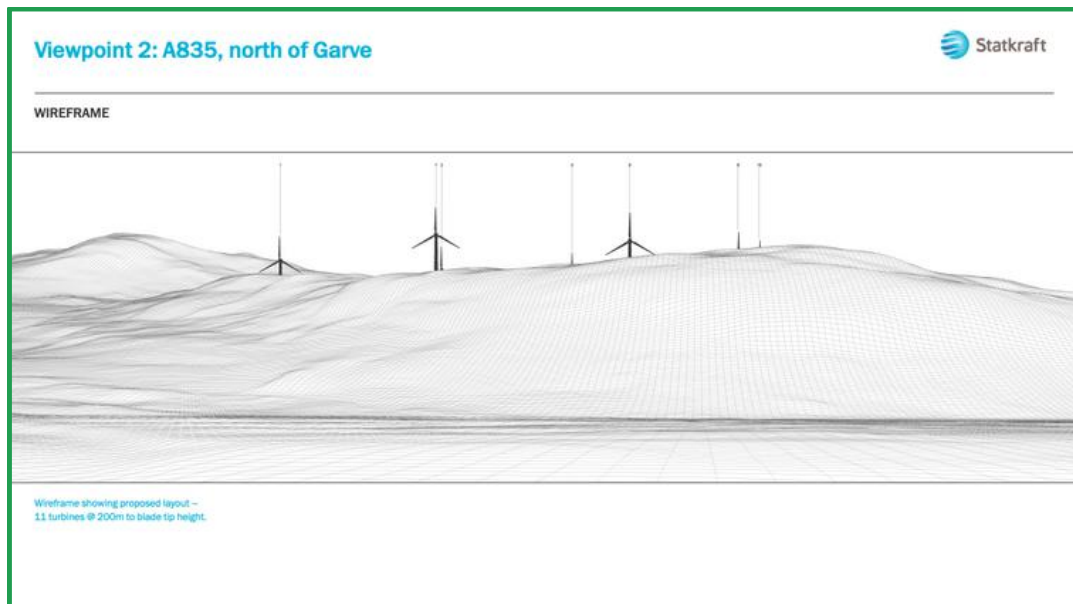 Viewpoint 2: A835, north of Garve
Statkraft
WIREFRAME
Wireframe showing proposed layout –
11 turbines @ 200m to blade tip height.